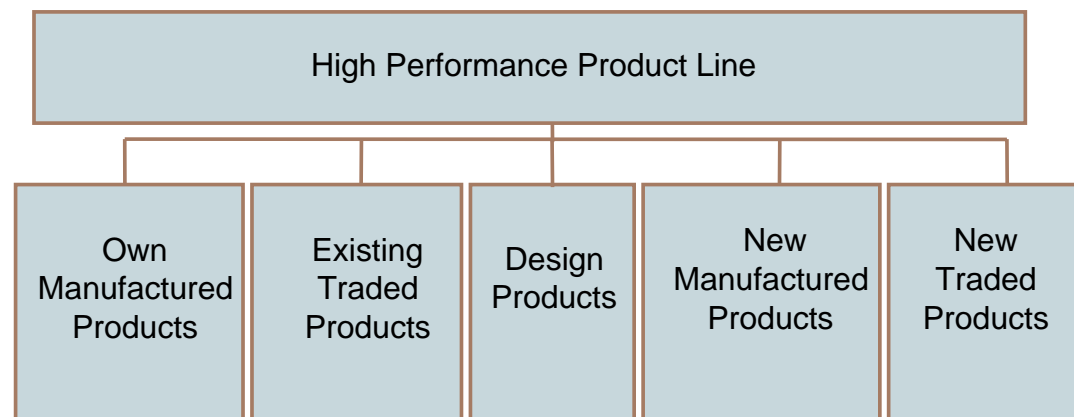 High Performance Product Line
Own
Manufactured
Products
Existing
Traded
Products
Design
Products
New
Manufactured
Products
New
Traded
Products